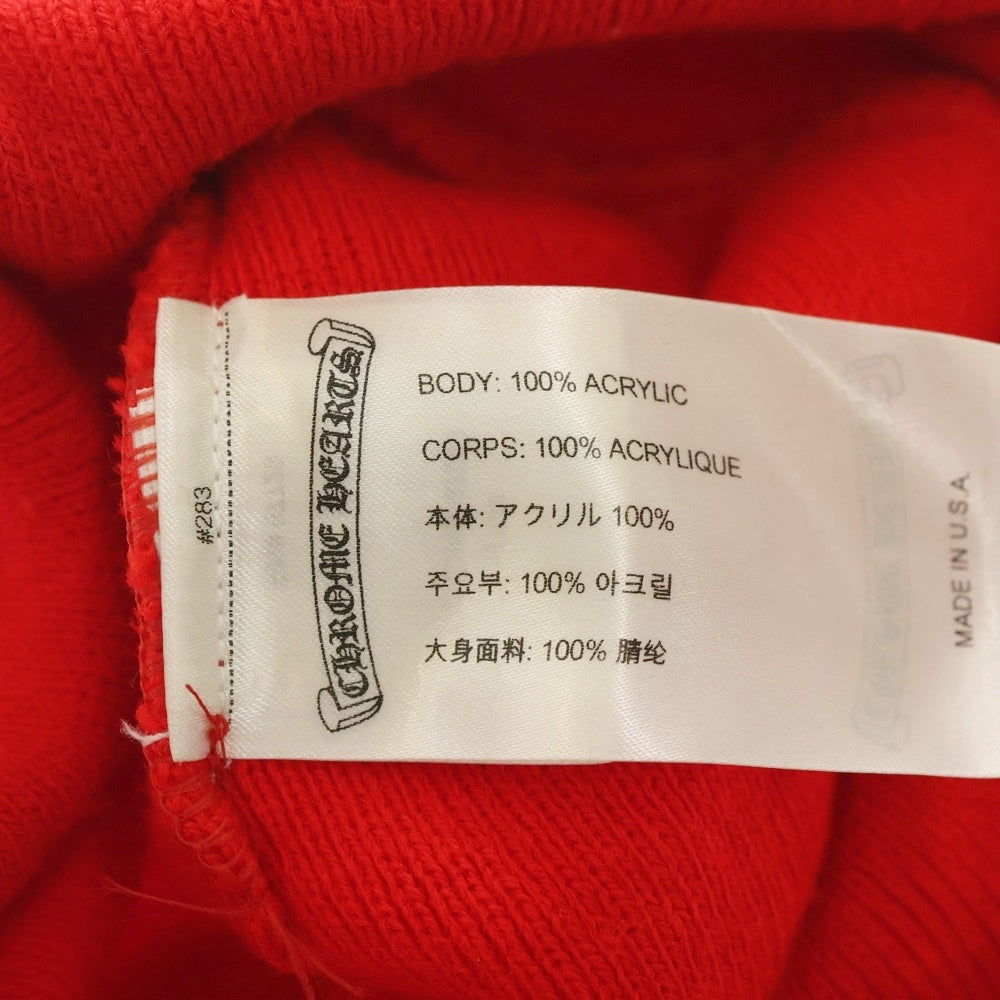 #283
CHROME HEARTS
BODY: 100% ACRYLIC
CORPS: 100% ACRYLIQUE
本体: アクリル 100%
주요부: 100% 아크릴
大身面料: 100% 腈纶
MADE IN U.S.A.